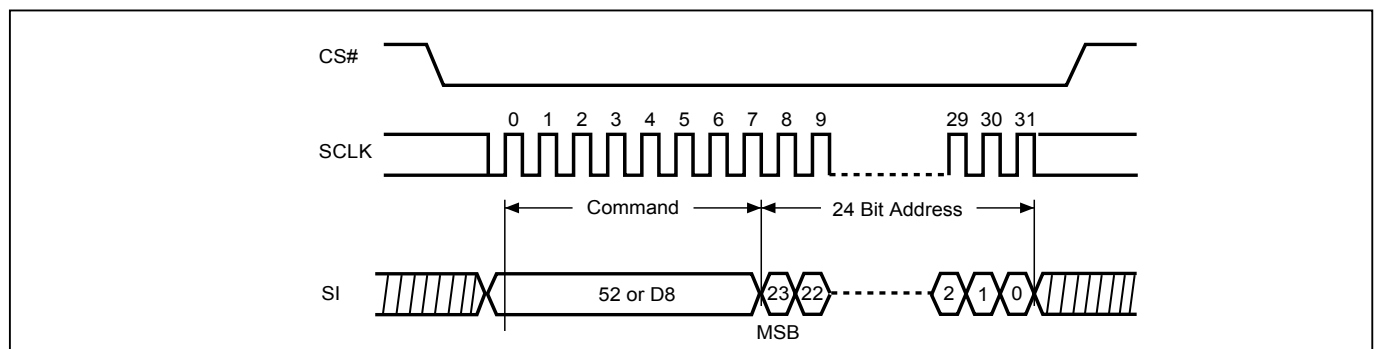 CS#
0 1 2 3 4 5 6 7 8 9 29 30 31
SCLK
Command 24 Bit Address
SI 52 or D8 23 22 2 1 0
MSB